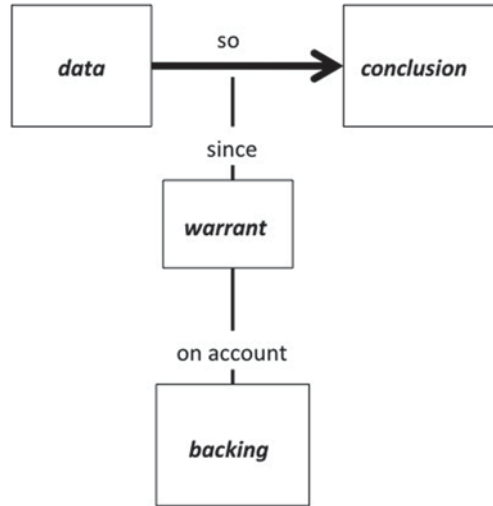 so
data
conclusion
since
warrant
on account
backing